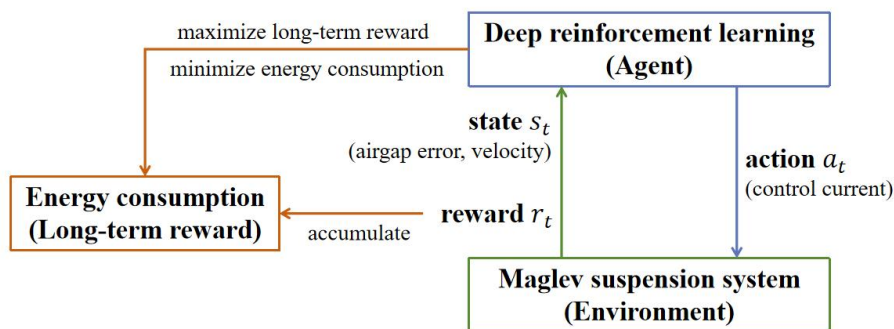 maximize long-term reward
minimize energy consumption
Deep reinforcement learning
(Agent)
state s_t
(airgap error, velocity)
action a_t
(control current)
Energy consumption
(Long-term reward)
accumulate
reward r_t
Maglev suspension system
(Environment)